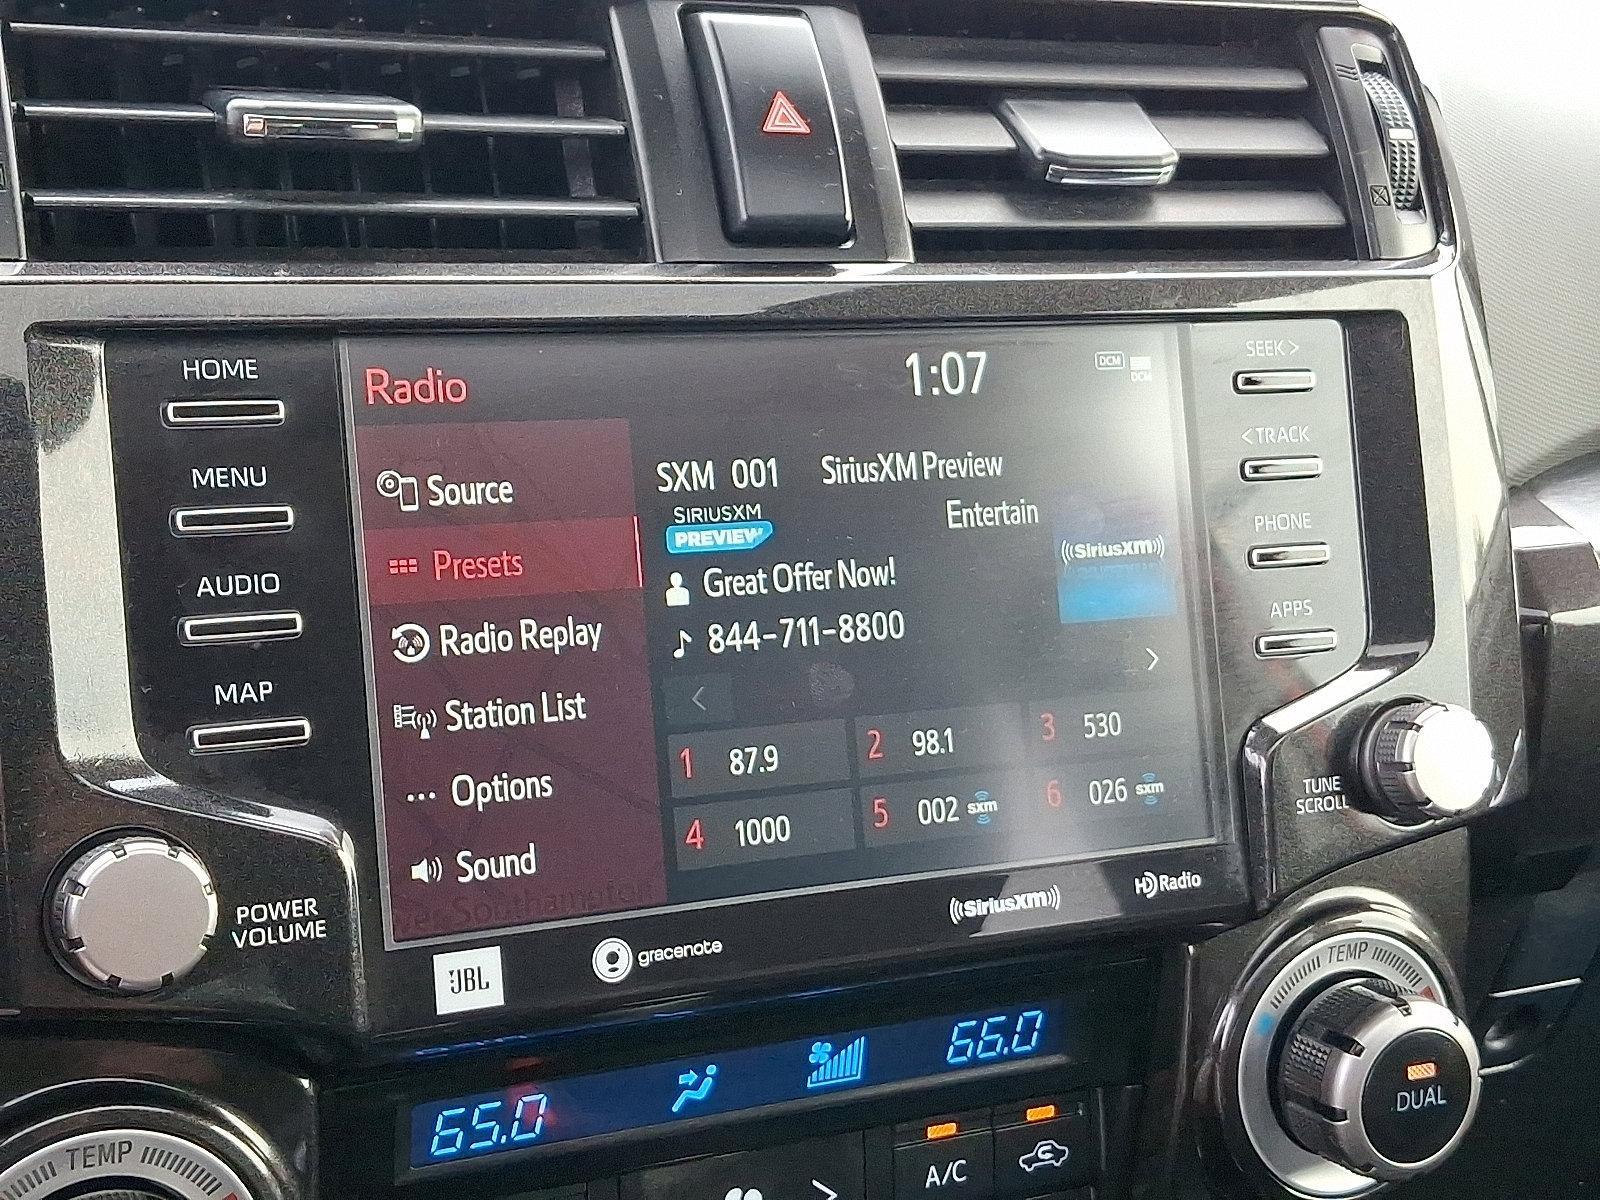 HOME
MENU
AUDIO
MAP
POWER
VOLUME
Radio
1:07
DCM
DCM
Source
Presets
Radio Replay
Station List
Options
Sound
SXM 001 SiriusXM Preview
SIRIUSXM
PREVIEW
Entertain
Great Offer Now!
844-711-8800
((SiriusXM))
<
>
1 87.9
2 98.1
3 530
4 1000
5 002 sxm
6 026 sxm
SEEK >
< TRACK
PHONE
APPS
TUNE
SCROLL
JBL
gracenote
((SiriusXM))
HD Radio
65.0
66.0
TEMP
DUAL
TEMP
A/C
>